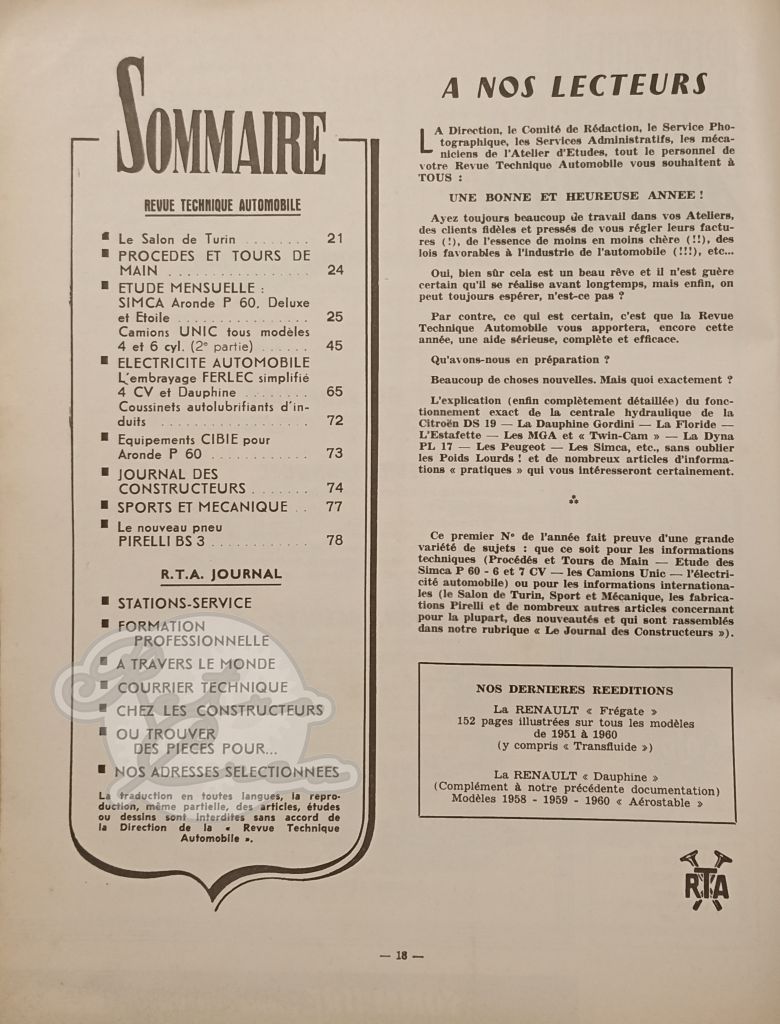 SOMMAIRE
REVUE TECHNIQUE AUTOMOBILE
■ Le Salon de Turin ........ 21
■ PROCEDES ET TOURS DE
MAIN ................ 24
■ ETUDE MENSUELLE :
SIMCA Aronde P 60, Deluxe
et Etoile ................ 25
Camions UNIC tous modèles
4 et 6 cyl. (2e partie) ...... 45
■ ELECTRICITE AUTOMOBILE
L'embrayage FERLEC simplifié
4 CV et Dauphine ......... 65
Coussinets autolubrifiants d'in-
duits ................ 72
■ Equipements CIBIE pour
Aronde P 60 ............ 73
■ JOURNAL DES
CONSTRUCTEURS ....... 74
■ SPORTS ET MECANIQUE .. 77
■ Le nouveau pneu
PIRELLI BS 3 ............ 78
R.T.A. JOURNAL
■ STATIONS-SERVICE
■ FORMATION
PROFESSIONNELLE
■ A TRAVERS LE MONDE
■ COURRIER TECHNIQUE
■ CHEZ LES CONSTRUCTEURS
■ OU TROUVER
DES PIECES POUR...
■ NOS ADRESSES SELECTIONNEES
La traduction en toutes langues, la repro-
duction, même partielle, des articles, études
ou dessins sont interdites sans accord de
la Direction de la « Revue Technique
Automobile ».
A NOS LECTEURS
LA Direction, le Comité de Rédaction, le Service Pho-
tographique, les Services Administratifs, les méca-
niciens de l'Atelier d'Etudes, tout le personnel de
votre Revue Technique Automobile vous souhaitent à
TOUS :
UNE BONNE ET HEUREUSE ANNEE !
Ayez toujours beaucoup de travail dans vos Ateliers,
des clients fidèles et pressés de vous régler leurs factu-
res (!), de l'essence de moins en moins chère (!!), des
lois favorables à l'industrie de l'automobile (!!!), etc...
Oui, bien sûr cela est un beau rêve et il n'est guère
certain qu'il se réalise avant longtemps, mais enfin, on
peut toujours espérer, n'est-ce pas ?
Par contre, ce qui est certain, c'est que la Revue
Technique Automobile vous apportera, encore cette
année, une aide sérieuse, complète et efficace.
Qu'avons-nous en préparation ?
Beaucoup de choses nouvelles. Mais quoi exactement ?
L'explication (enfin complètement détaillée) du fonc-
tionnement exact de la centrale hydraulique de la
Citroën DS 19 — La Dauphine Gordini — La Floride —
L'Estafette — Les MGA et « Twin-Cam » — La Dyna
PL 17 — Les Peugeot — Les Simca, etc., sans oublier
les Poids Lourds ! et de nombreux articles d'informa-
tions « pratiques » qui vous intéresseront certainement.
⁂
Ce premier N° de l'année fait preuve d'une grande
variété de sujets : que ce soit pour les informations
techniques (Procédés et Tours de Main — Etude des
Simca P 60 - 6 et 7 CV — les Camions Unic — l'électri-
cité automobile) ou pour les informations internationa-
les (le Salon de Turin, Sport et Mécanique, les fabrica-
tions Pirelli et de nombreux autres articles concernant
pour la plupart, des nouveautés et qui sont rassemblés
dans notre rubrique « Le Journal des Constructeurs »).
NOS DERNIERES REEDITIONS
La RENAULT « Frégate »
152 pages illustrées sur tous les modèles
de 1951 à 1960
(y compris « Transfluide »)
La RENAULT « Dauphine »
(Complément à notre précédente documentation)
Modèles 1958 - 1959 - 1960 « Aérostable »
RTA
— 18 —